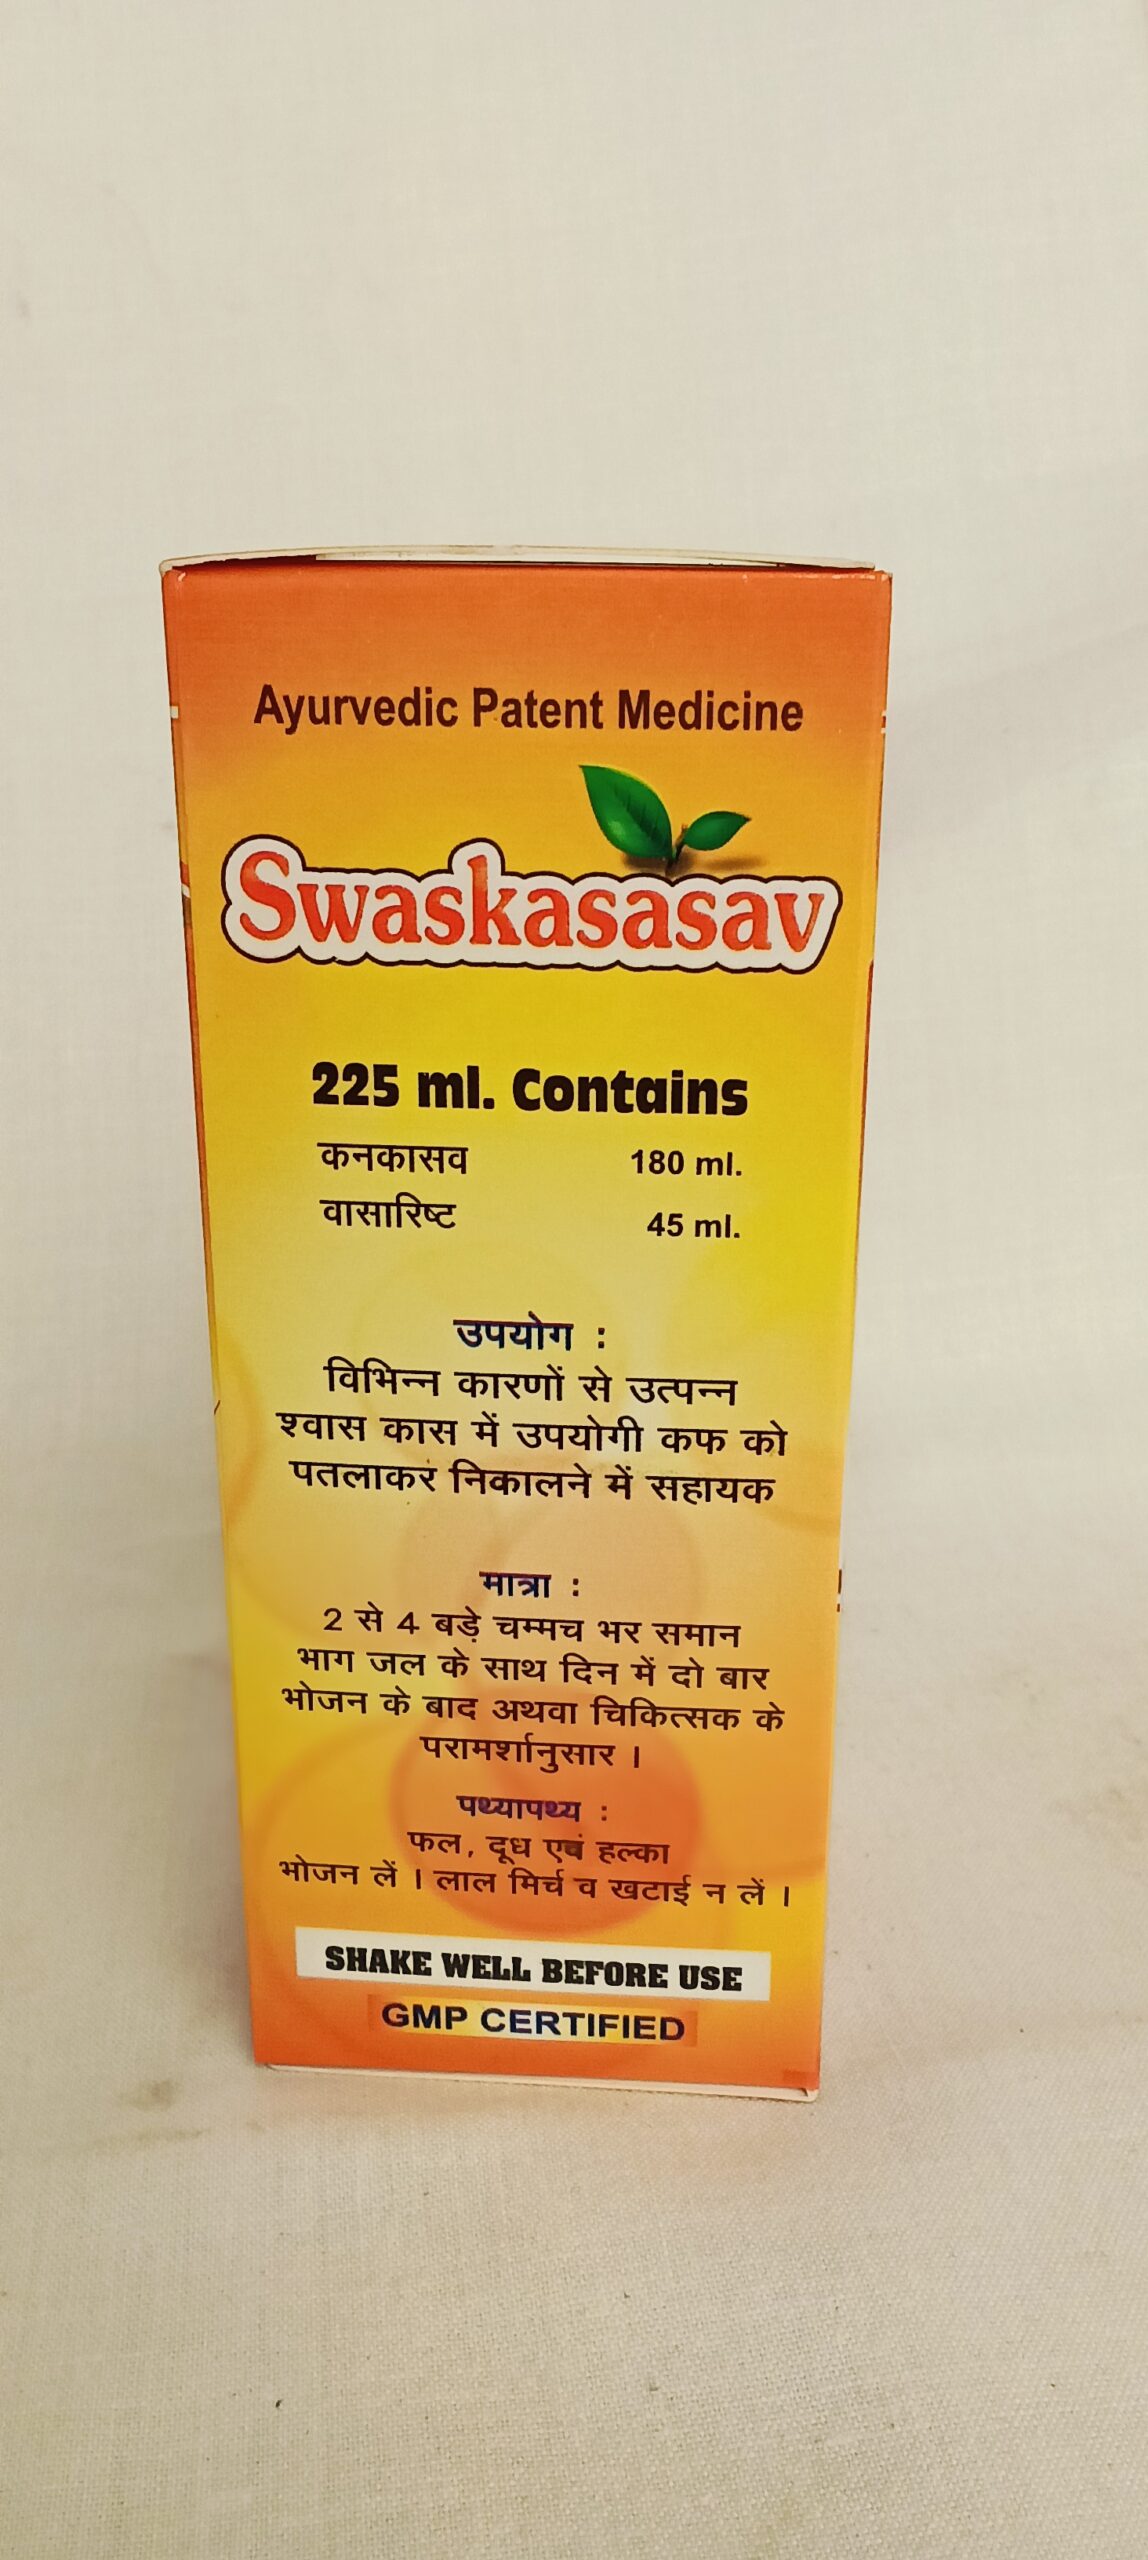 Ayurvedic Patent Medicine
Swaskasasav
225 ml. Contains
कनकासव 180 ml.
वासारिष्ट 45 ml.
उपयोग :
विभिन्न कारणों से उत्पन्न
श्वास कास में उपयोगी कफ को
पतलाकर निकालने में सहायक
मात्रा :
2 से 4 बड़े चम्मच भर समान
भाग जल के साथ दिन में दो बार
भोजन के बाद अथवा चिकित्सक के
परामर्शानुसार ।
पथ्यापथ्य :
फल, दूध एवं हल्का
भोजन लें । लाल मिर्च व खटाई न लें ।
SHAKE WELL BEFORE USE
GMP CERTIFIED